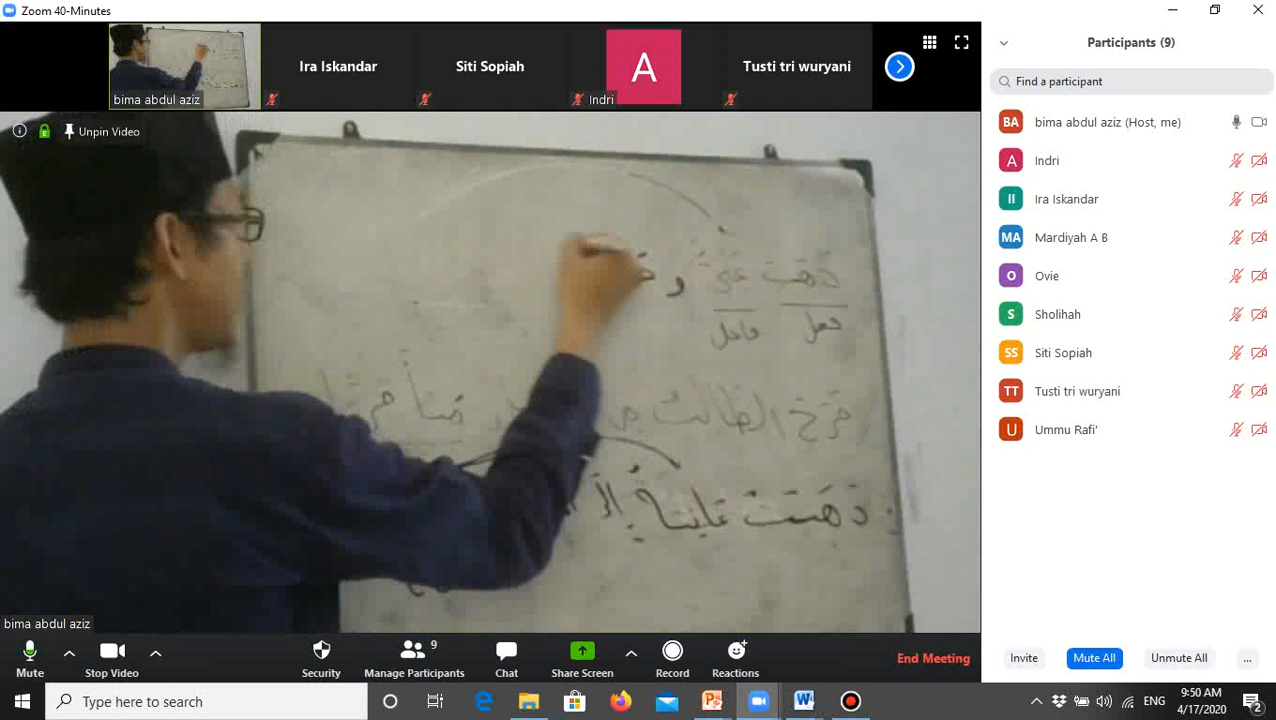 Zoom 40-Minutes
Ira Iskandar
Siti Sopiah
A
Tusti tri wuryani
bima abdul aziz
Indri
Unpin Video
Participants (9)
Find a participant
BA bima abdul aziz (Host, me)
A Indri
II Ira Iskandar
MA Mardiyah A B
O Ovie
S Sholihah
SS Siti Sopiah
TT Tusti tri wuryani
U Ummu Rafi'
ذَهَبَ
و
فعل فاعل
فَرِحَ الطالبُ
ذَهَبَتْ
bima abdul aziz
9
Mute
Stop Video
Security
Manage Participants
Chat
Share Screen
Record
Reactions
End Meeting
Invite
Mute All
Unmute All
...
Type here to search
ENG
9:50 AM
4/17/2020
2